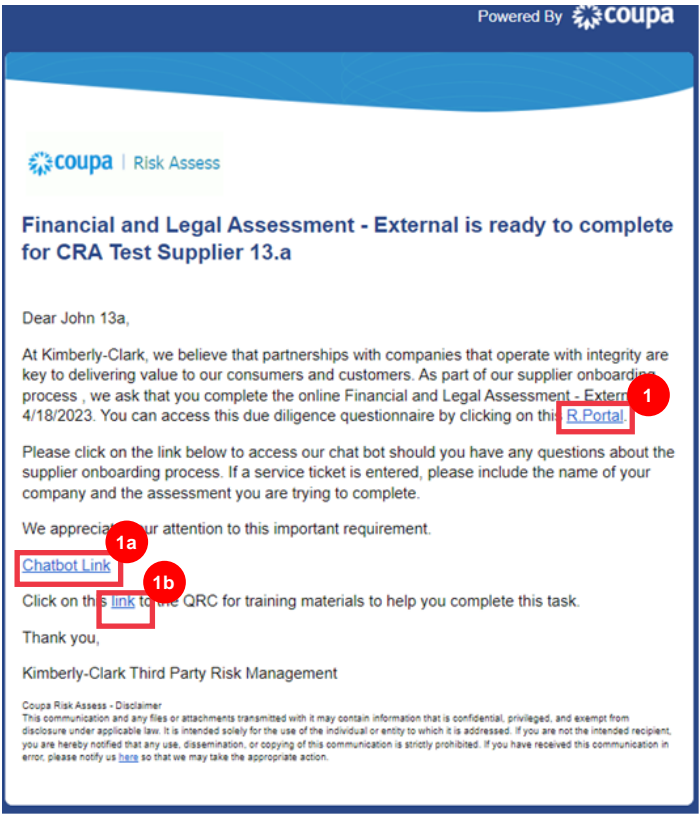 Powered By coupa
coupa | Risk Assess
Financial and Legal Assessment - External is ready to complete
for CRA Test Supplier 13.a
Dear John 13a,
At Kimberly-Clark, we believe that partnerships with companies that operate with integrity are
key to delivering value to our consumers and customers. As part of our supplier onboarding
process , we ask that you complete the online Financial and Legal Assessment - Extern
1
4/18/2023. You can access this due diligence questionnaire by clicking on this R.Portal.
Please click on the link below to access our chat bot should you have any questions about the
supplier onboarding process. If a service ticket is entered, please include the name of your
company and the assessment you are trying to complete.
We appreciat ur attention to this important requirement.
1a
Chatbot Link
1b
Click on this link to the QRC for training materials to help you complete this task.
Thank you,
Kimberly-Clark Third Party Risk Management
Coupa Risk Assess - Disclaimer
This communication and any files or attachments transmitted with it may contain information that is confidential, privileged, and exempt from
disclosure under applicable law. It is intended solely for the use of the individual or entity to which it is addressed. If you are not the intended recipient,
you are hereby notified that any use, dissemination, or copying of this communication is strictly prohibited. If you have received this communication in
error, please notify us here so that we may take the appropriate action.